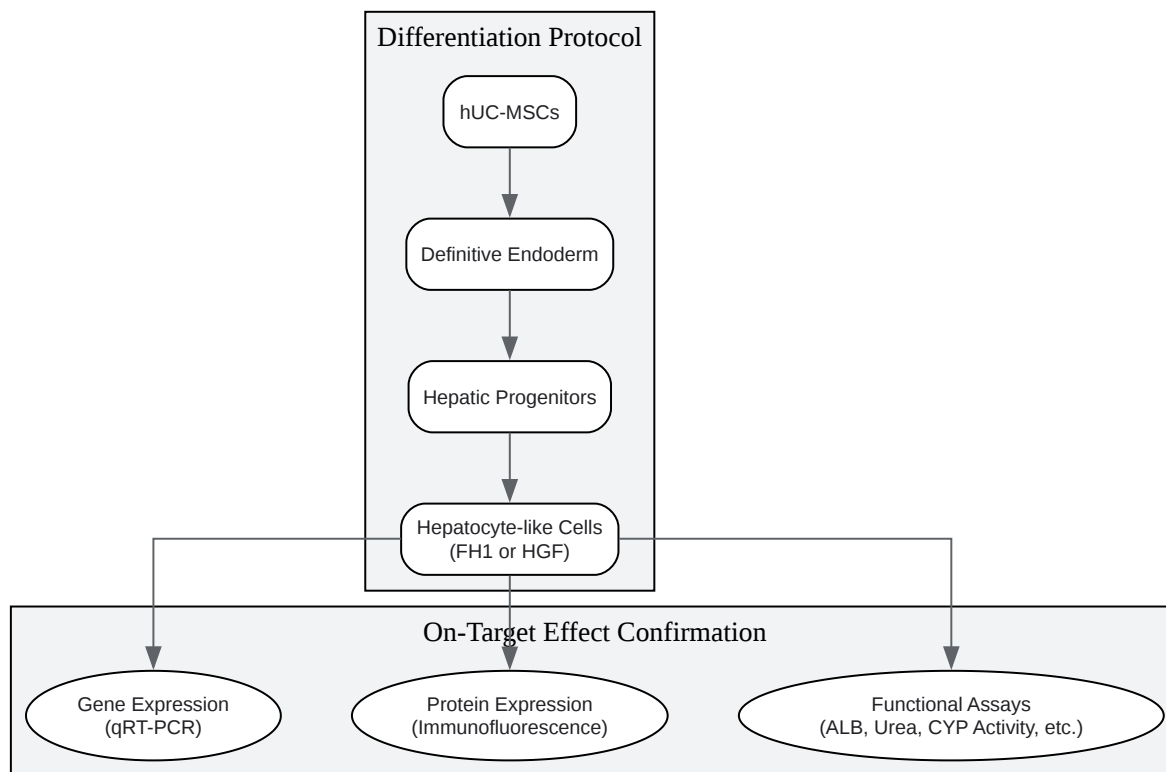 Differentiation Protocol
hUC-MSCs
Definitive Endoderm
Hepatic Progenitors
Hepatocyte-like Cells
(FH1 or HGF)
On-Target Effect Confirmation
Gene Expression
(qRT-PCR)
Protein Expression
(Immunofluorescence)
Functional Assays
(ALB, Urea, CYP Activity, etc.)